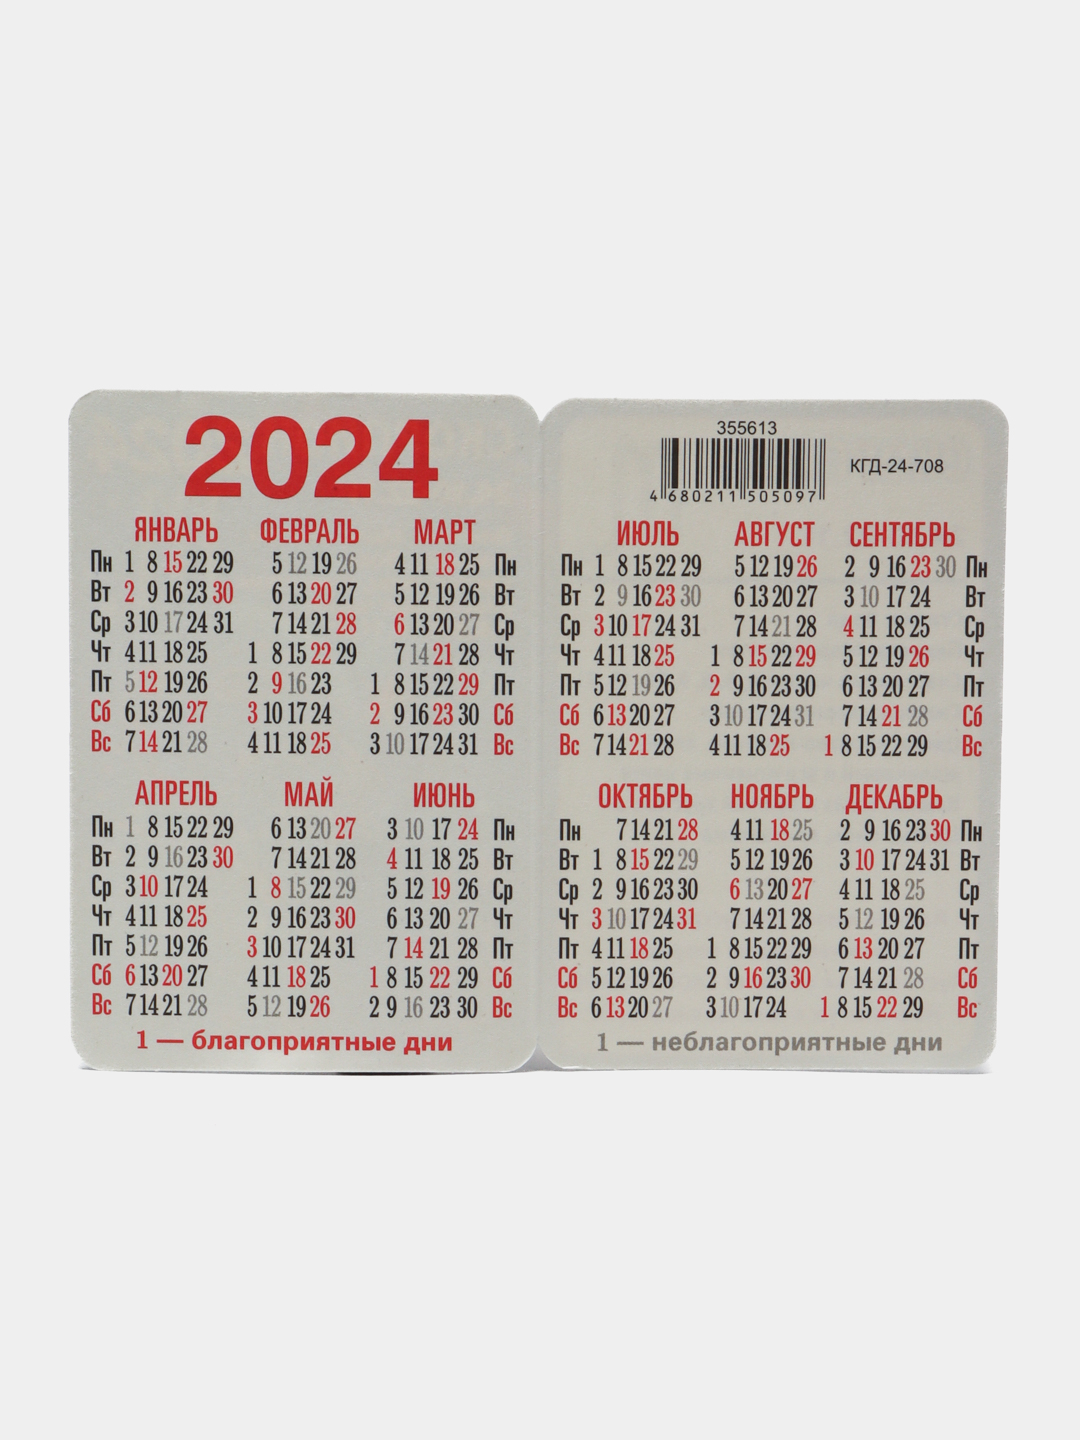 2024
ЯНВАРЬ ФЕВРАЛЬ МАРТ
Пн 1 8 15 22 29 5 12 19 26 4 11 18 25 Пн
Вт 2 9 16 23 30 6 13 20 27 5 12 19 26 Вт
Ср 3 10 17 24 31 7 14 21 28 6 13 20 27 Ср
Чт 4 11 18 25 1 8 15 22 29 7 14 21 28 Чт
Пт 5 12 19 26 2 9 16 23 1 8 15 22 29 Пт
Сб 6 13 20 27 3 10 17 24 2 9 16 23 30 Сб
Вс 7 14 21 28 4 11 18 25 3 10 17 24 31 Вс
АПРЕЛЬ МАЙ ИЮНЬ
Пн 1 8 15 22 29 6 13 20 27 3 10 17 24 Пн
Вт 2 9 16 23 30 7 14 21 28 4 11 18 25 Вт
Ср 3 10 17 24 1 8 15 22 29 5 12 19 26 Ср
Чт 4 11 18 25 2 9 16 23 30 6 13 20 27 Чт
Пт 5 12 19 26 3 10 17 24 31 7 14 21 28 Пт
Сб 6 13 20 27 4 11 18 25 1 8 15 22 29 Сб
Вс 7 14 21 28 5 12 19 26 2 9 16 23 30 Вс
1 — благоприятные дни
355613
4 680211 505097
КГД-24-708
ИЮЛЬ АВГУСТ СЕНТЯБРЬ
Пн 1 8 15 22 29 5 12 19 26 2 9 16 23 30 Пн
Вт 2 9 16 23 30 6 13 20 27 3 10 17 24 Вт
Ср 3 10 17 24 31 7 14 21 28 4 11 18 25 Ср
Чт 4 11 18 25 1 8 15 22 29 5 12 19 26 Чт
Пт 5 12 19 26 2 9 16 23 30 6 13 20 27 Пт
Сб 6 13 20 27 3 10 17 24 31 7 14 21 28 Сб
Вс 7 14 21 28 4 11 18 25 1 8 15 22 29 Вс
ОКТЯБРЬ НОЯБРЬ ДЕКАБРЬ
Пн 7 14 21 28 4 11 18 25 2 9 16 23 30 Пн
Вт 1 8 15 22 29 5 12 19 26 3 10 17 24 31 Вт
Ср 2 9 16 23 30 6 13 20 27 4 11 18 25 Ср
Чт 3 10 17 24 31 7 14 21 28 5 12 19 26 Чт
Пт 4 11 18 25 1 8 15 22 29 6 13 20 27 Пт
Сб 5 12 19 26 2 9 16 23 30 7 14 21 28 Сб
Вс 6 13 20 27 3 10 17 24 1 8 15 22 29 Вс
1 — неблагоприятные дни